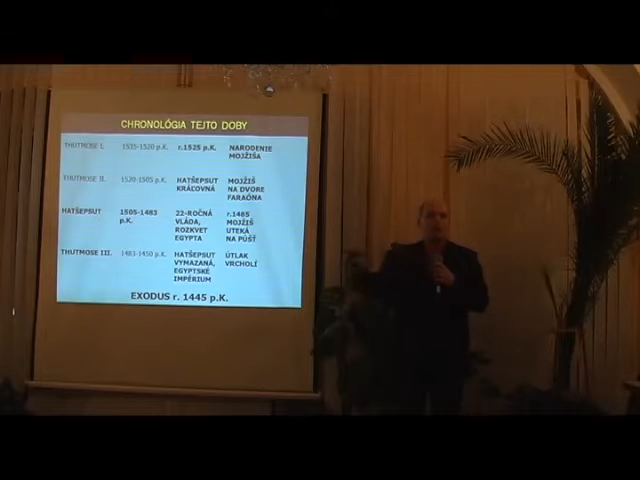 CHRONOLÓGIA TEJTO DOBY
THUTMOSE I. 1535-1520 p.K. r.1525 p.K. NARODENIE
MOJŽIŠA
THUTMOSE II. 1520-1505 p.K. HATŠEPSUT MOJŽIŠ
KRÁĽOVNÁ NA DVORE
FARAÓNA
HATŠEPSUT 1505-1483 22-ROČNÁ r.1485
p.K. VLÁDA, MOJŽIŠ
ROZKVET UTEKÁ
EGYPTA NA PÚŠŤ
THUTMOSE III. 1483-1450 p.K. HATŠEPSUT ÚTLAK
VYMAZANÁ, VRCHOLÍ
EGYPTSKÉ
IMPÉRIUM
EXODUS r. 1445 p.K.